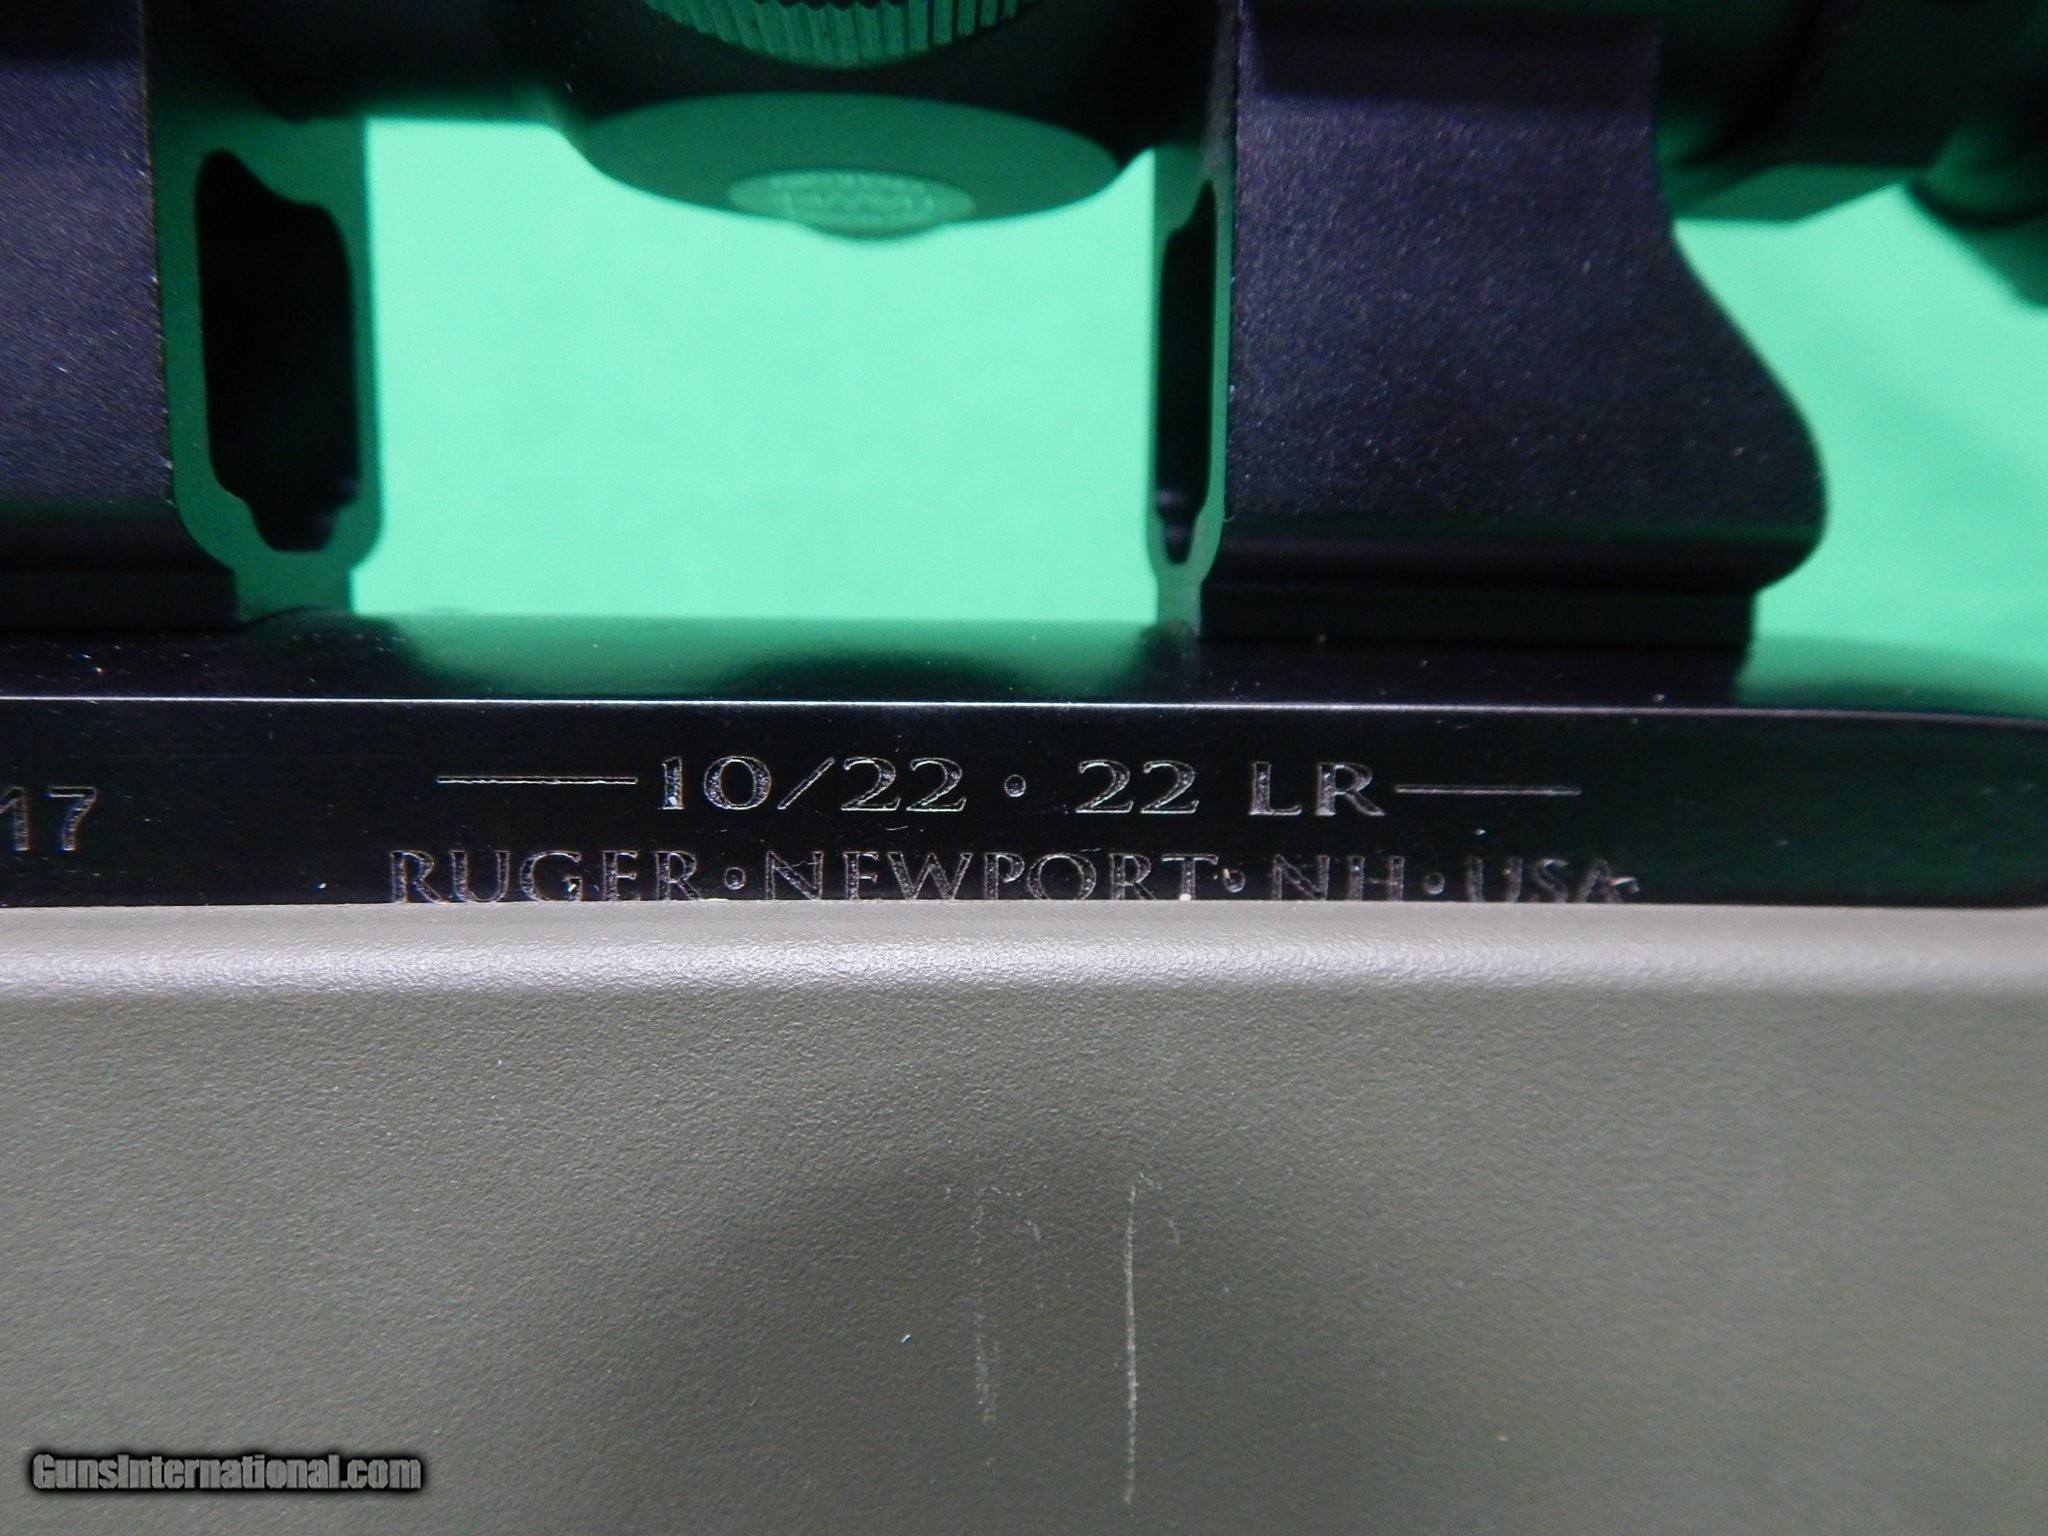 10/22 · 22 LR
17
RUGER · NEWPORT · NH · USA
GunsInternational.com